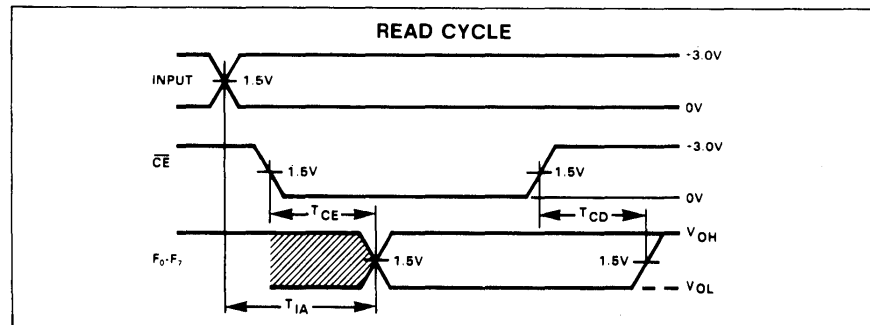 READ CYCLE
+3.0V
INPUT
1.5V
0V
+3.0V
CE
1.5V
1.5V
0V
TCE
TCD
VOH
F0-F7
1.5V
1.5V
VOL
TIA